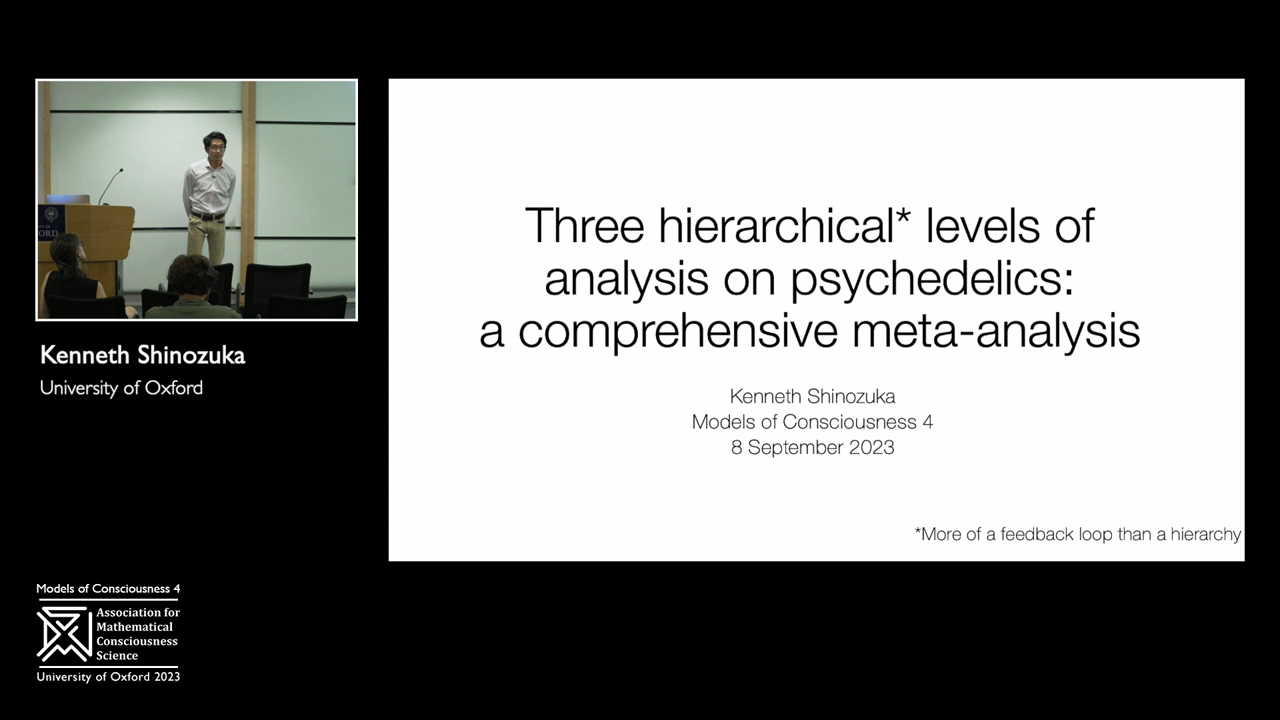 Three hierarchical* levels of
analysis on psychedelics:
a comprehensive meta-analysis
Kenneth Shinozuka
Models of Consciousness 4
8 September 2023
*More of a feedback loop than a hierarchy
Kenneth Shinozuka
University of Oxford
Models of Consciousness 4
Association for
Mathematical
Consciousness
Science
University of Oxford 2023